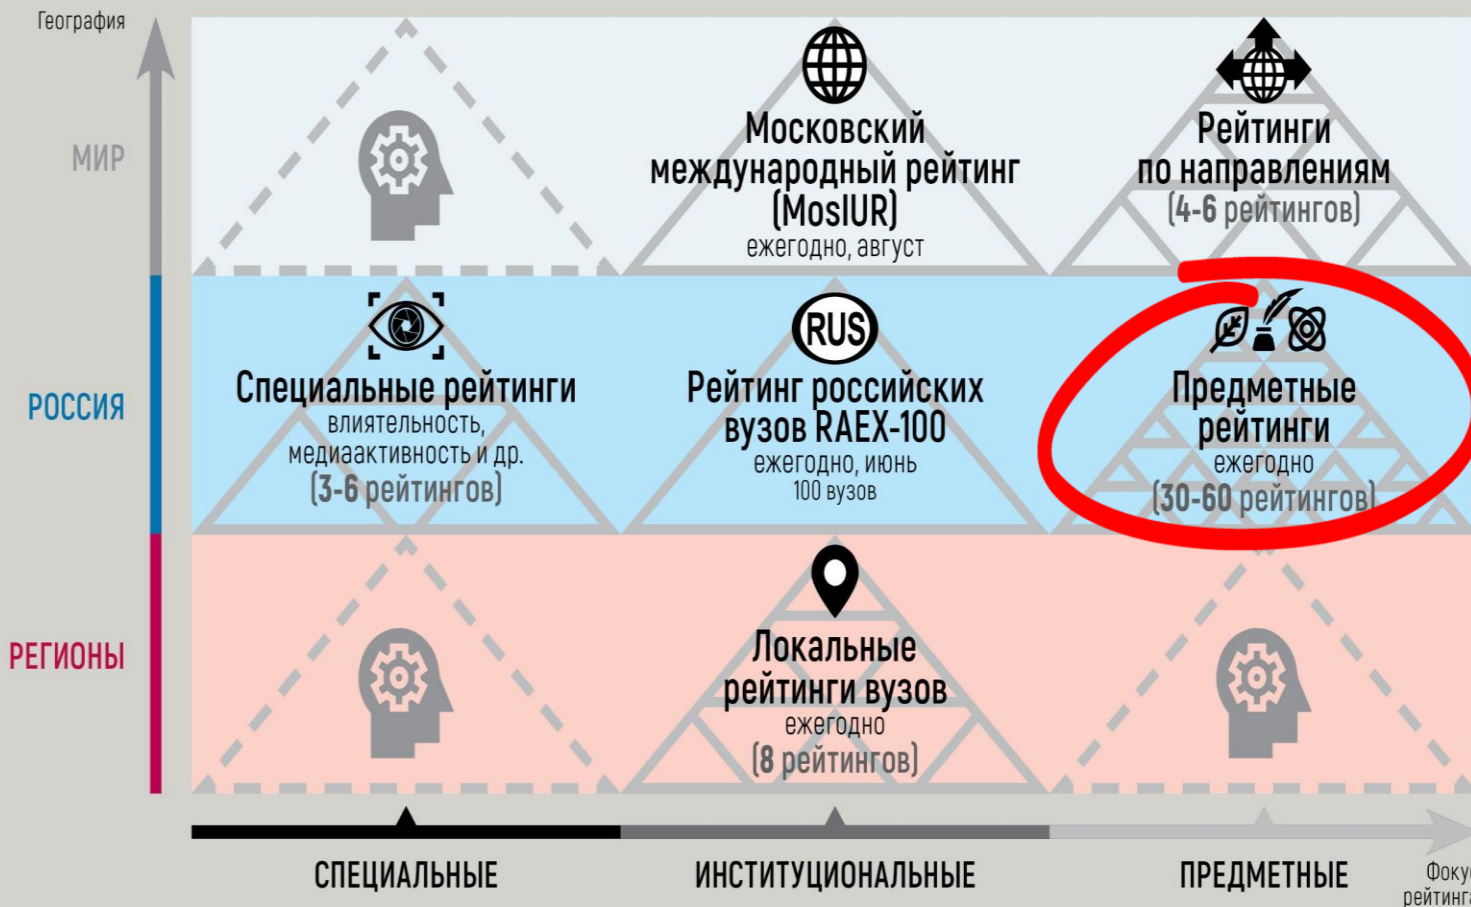 География
МИР
Московский
международный рейтинг
(MosIUR)
ежегодно, август
Рейтинги
по направлениям
(4-6 рейтингов)
РОССИЯ
Специальные рейтинги
влиятельность,
медиаактивность и др.
(3-6 рейтингов)
RUS
Рейтинг российских
вузов RAEX-100
ежегодно, июнь
100 вузов
Предметные
рейтинги
ежегодно
(30-60 рейтингов)
РЕГИОНЫ
Локальные
рейтинги вузов
ежегодно
(8 рейтингов)
СПЕЦИАЛЬНЫЕ
ИНСТИТУЦИОНАЛЬНЫЕ
ПРЕДМЕТНЫЕ
Фокус
рейтинга